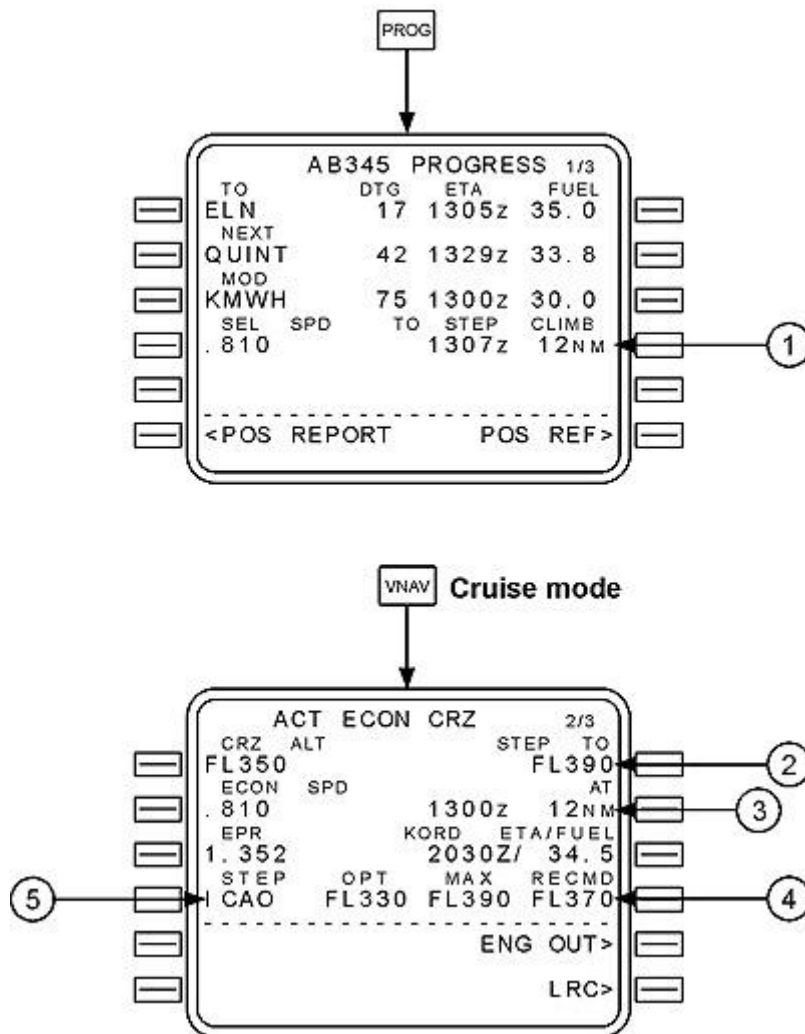 PROG
AB345 PROGRESS 1/3
TO DTG ETA FUEL
ELN 17 1305z 35.0
NEXT
QUINT 42 1329z 33.8
MOD
KMWH 75 1300z 30.0
SEL SPD TO STEP CLIMB
.810 1307z 12NM
1
<POS REPORT POS REF>
VNAV Cruise mode
ACT ECON CRZ 2/3
CRZ ALT STEP TO
FL350 FL390
2
ECON SPD AT
.810 1300z 12NM
3
EPR KORD ETA/FUEL
1.352 2030Z/ 34.5
STEP OPT MAX RECMD
5 ICAO FL330 FL390 FL370 4
ENG OUT>
LRC>